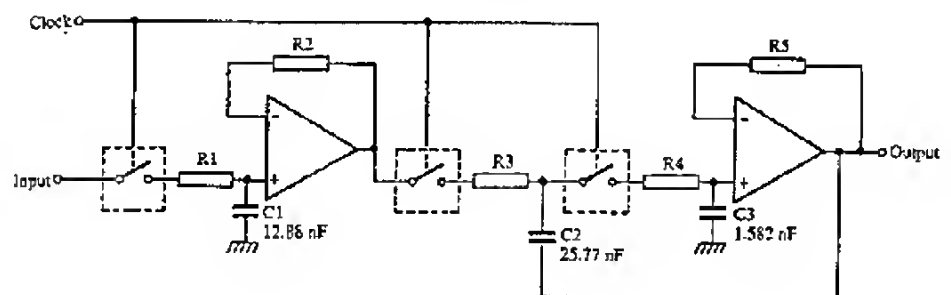 Clock
R2
R5
R1
R3
R4
Input
Output
C1
12.88 nF
C2
25.77 nF
C3
1.582 nF
-
+
-
+